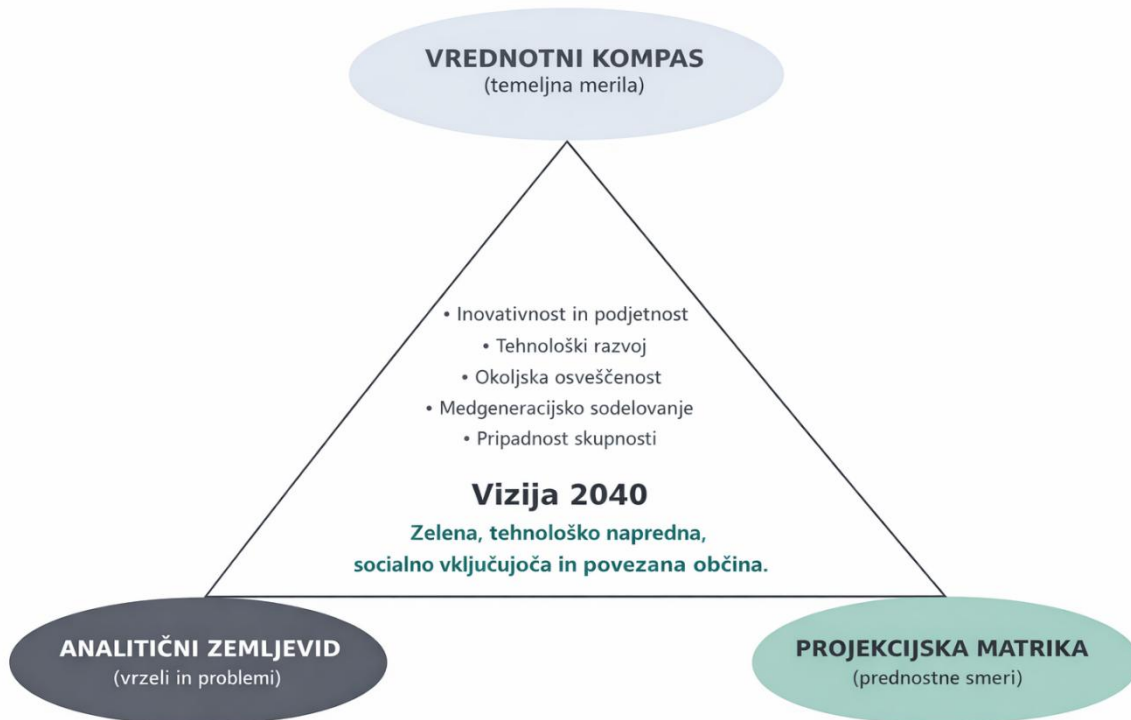 VREDNOTNI KOMPAS
(temeljna merila)
• Inovativnost in podjetnost
• Tehnološki razvoj
• Okoljska osveščenost
• Medgeneracijsko sodelovanje
• Pripadnost skupnosti
Vizija 2040
Zelena, tehnološko napredna,
socialno vključujoča in povezana občina.
ANALITIČNI ZEMLJEVID
(vrzeli in problemi)
PROJEKCIJSKA MATRIKA
(prednostne smeri)